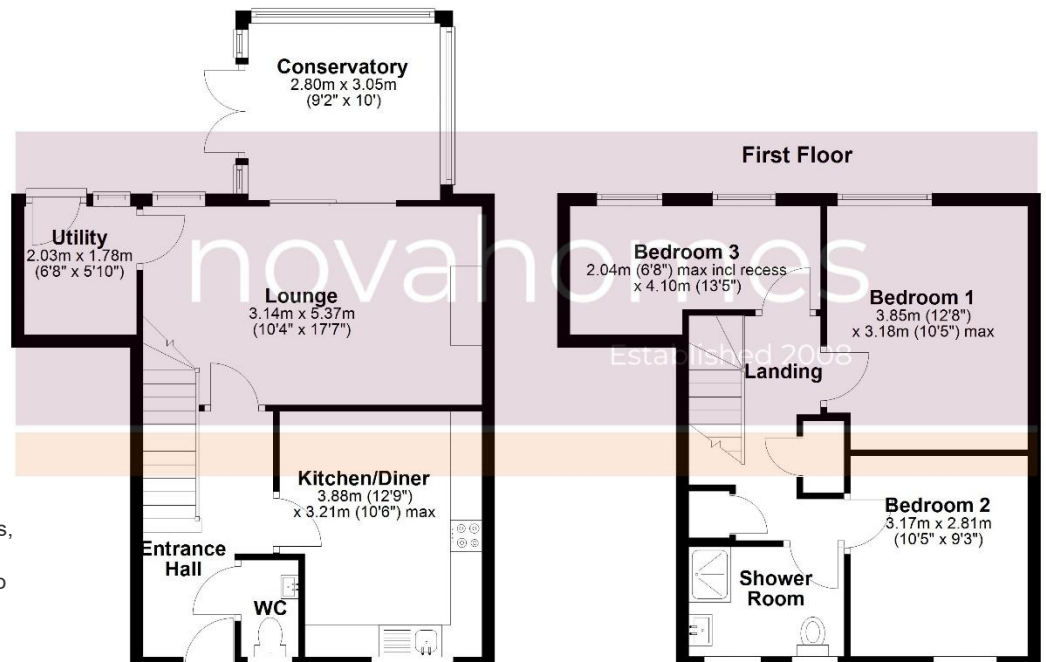 Conservatory
2.80m x 3.05m
(9'2" x 10')
First Floor
Utility
2.03m x 1.78m
(6'8" x 5'10")
novahomes
Established 2008
Lounge
3.14m x 5.37m
(10'4" x 17'7")
Bedroom 3
2.04m (6'8") max incl recess
x 4.10m (13'5")
Bedroom 1
3.85m (12'8")
x 3.18m (10'5") max
Landing
Kitchen/Diner
3.88m (12'9")
x 3.21m (10'6") max
Bedroom 2
3.17m x 2.81m
(10'5" x 9'3")
Entrance
Hall
WC
Shower
Room